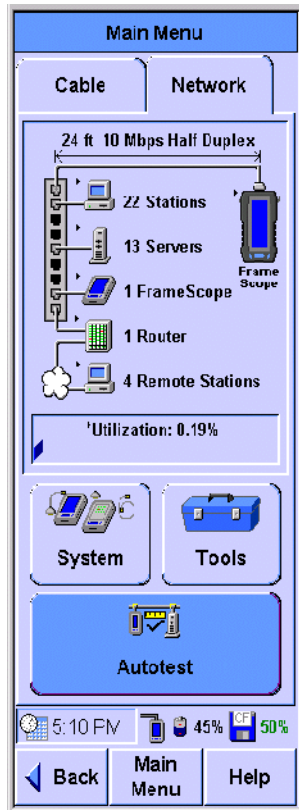 Main Menu
Cable
Network
24 ft 10 Mbps Half Duplex
22 Stations
13 Servers
Frame
Scope
1 FrameScope
1 Router
4 Remote Stations
Utilization: 0.19%
System
Tools
Autotest
5:10 PM
45%
CF
50%
Back
Main
Menu
Help